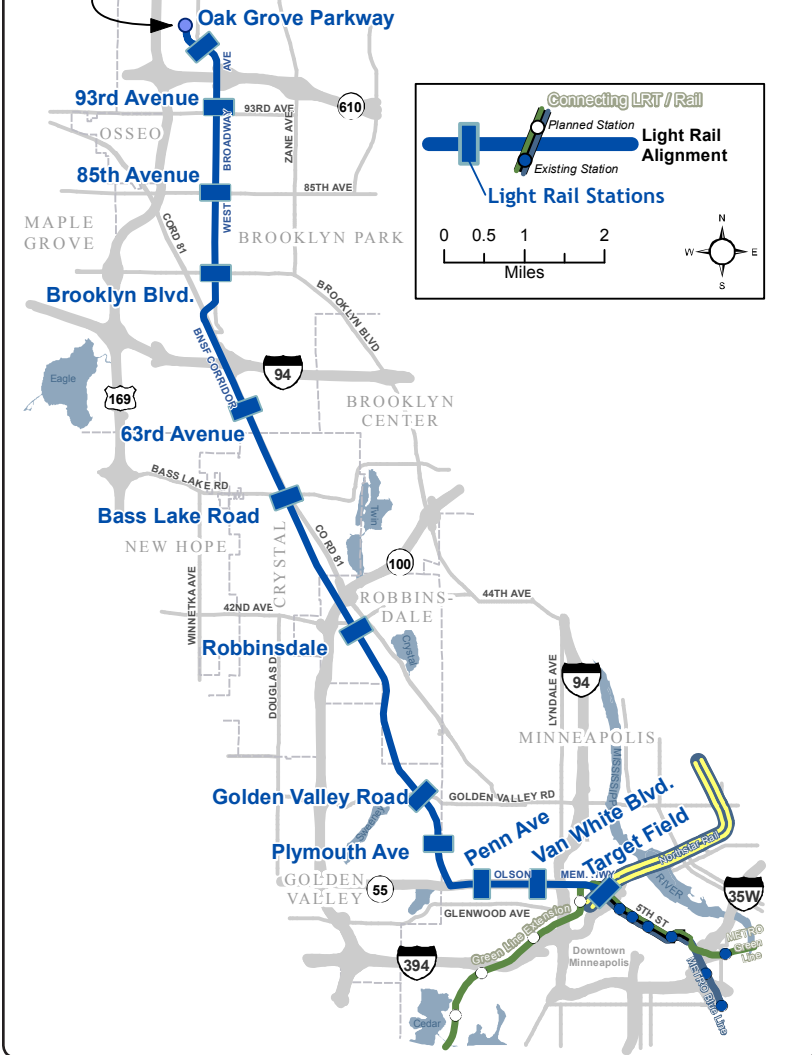 Oak Grove Parkway
AVE
93rd Avenue
93RD AVE
610
OSSEO
BROADWAY
ZANE AVE
85th Avenue
85TH AVE
WEST
CORD 81
MAPLE
GROVE
BROOKLYN PARK
Brooklyn Blvd.
BROOKLYN BLVD
BNSF CORRIDOR
Connecting LRT / Rail
Planned Station
Existing Station
Light Rail
Alignment
Light Rail Stations
0 0.5 1 2
Miles
N
W E
S
Eagle
94
169
BROOKLYN
CENTER
63rd Avenue
BASS LAKE RD
Bass Lake Road
Twin
NEW HOPE
CRYSTAL
CO RD 81
100
WINNETKA AVE
42ND AVE
ROBBINS-
DALE
44TH AVE
Robbinsdale
Crystal
DOUGLAS D
LYNDALE AVE
94
MINNEAPOLIS
MISSISSIPP
Golden Valley Road
GOLDEN VALLEY RD
Sweeney
Plymouth Ave
Penn Ave
Van White Blvd.
Target Field
Northstar Rail
RIVER
GOLDEN
VALLEY
55
OLSON
MEM. HWY
GLENWOOD AVE
5TH ST
35W
METRO
Green
Line
Green Line Extension
Downtown
Minneapolis
394
METRO Blue Line
Cedar